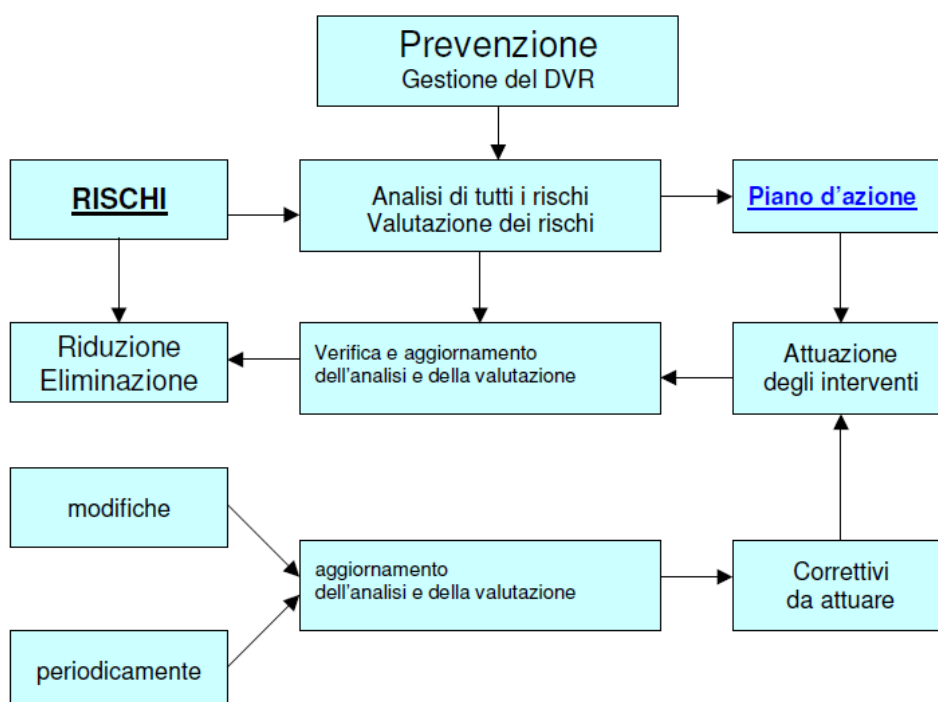 Prevenzione
Gestione del DVR
RISCHI
Analisi di tutti i rischi
Valutazione dei rischi
Piano d'azione
Riduzione
Eliminazione
Verifica e aggiornamento
dell'analisi e della valutazione
Attuazione
degli interventi
modifiche
aggiornamento
dell'analisi e della valutazione
Correttivi
da attuare
periodicamente